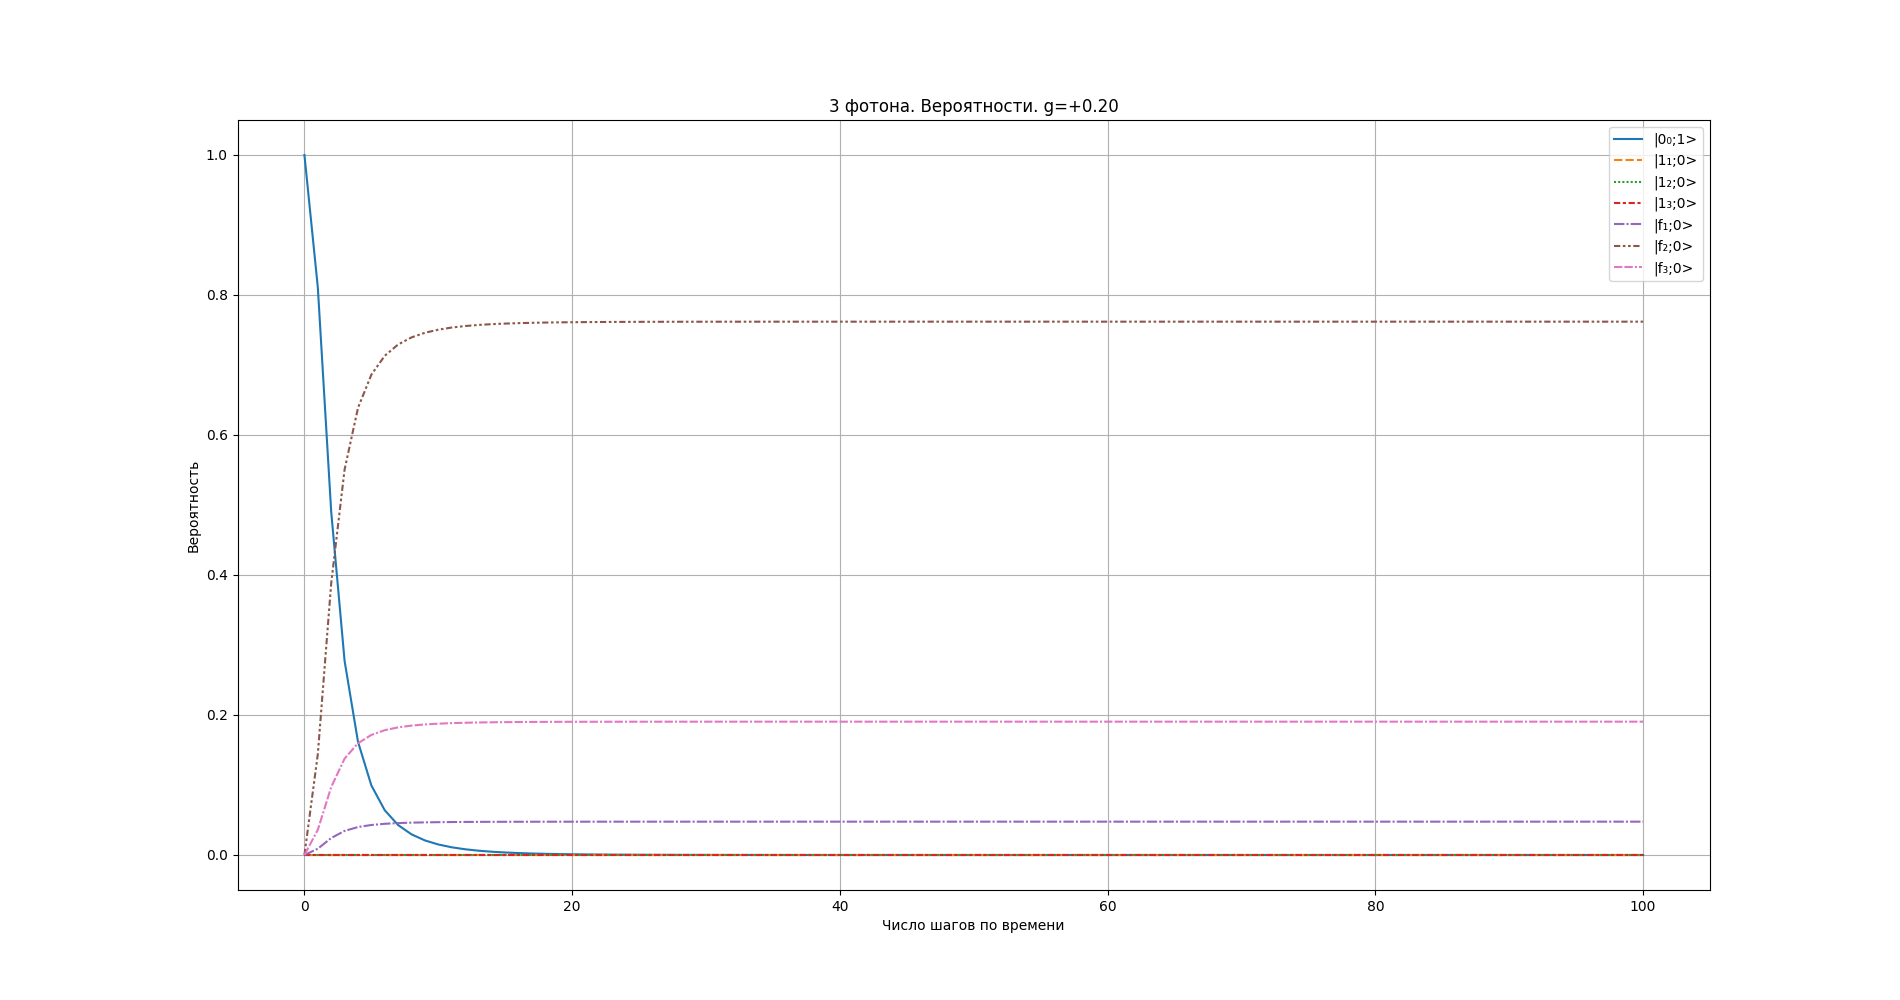 3 фотона. Вероятности. g=+0.20
|0₀;1>
|1₁;0>
|1₂;0>
|1₃;0>
|f₁;0>
|f₂;0>
|f₃;0>
1.0
0.8
0.6
0.4
0.2
0.0
Вероятность
0 20 40 60 80 100
Число шагов по времени